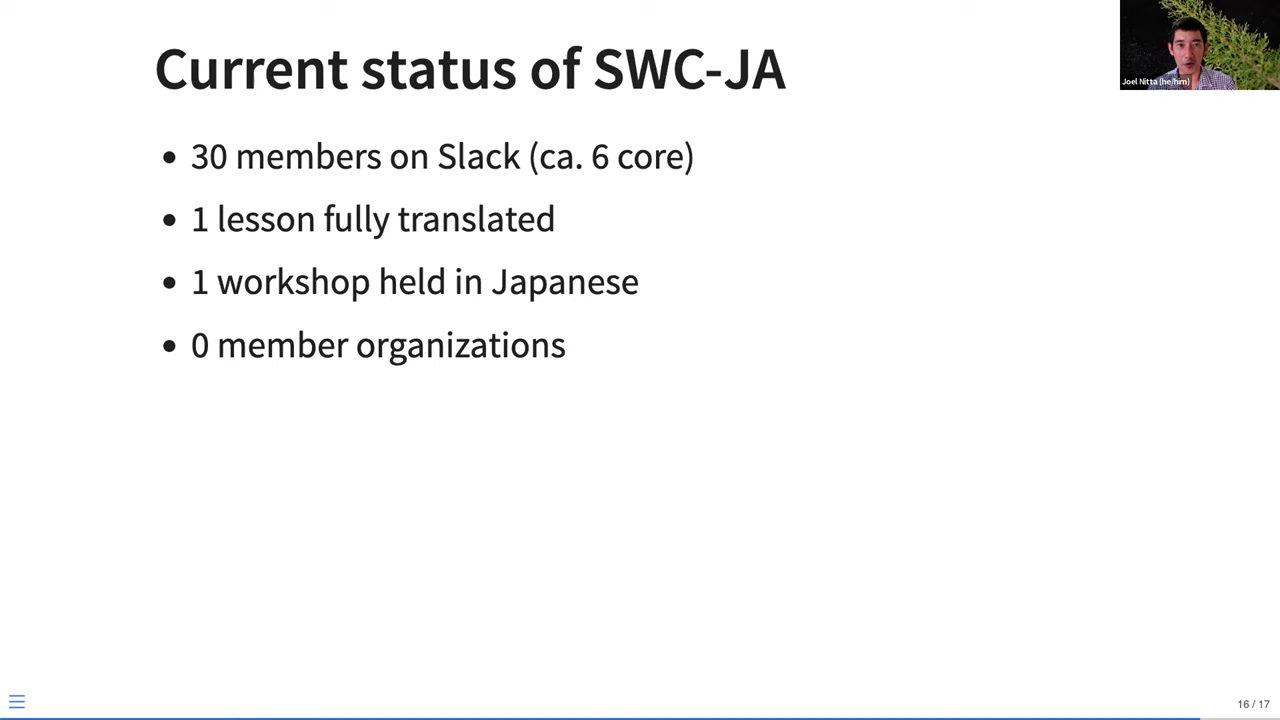 Current status of SWC-JA
Joel Nitta (he/him)
• 30 members on Slack (ca. 6 core)
• 1 lesson fully translated
• 1 workshop held in Japanese
• 0 member organizations
16 / 17